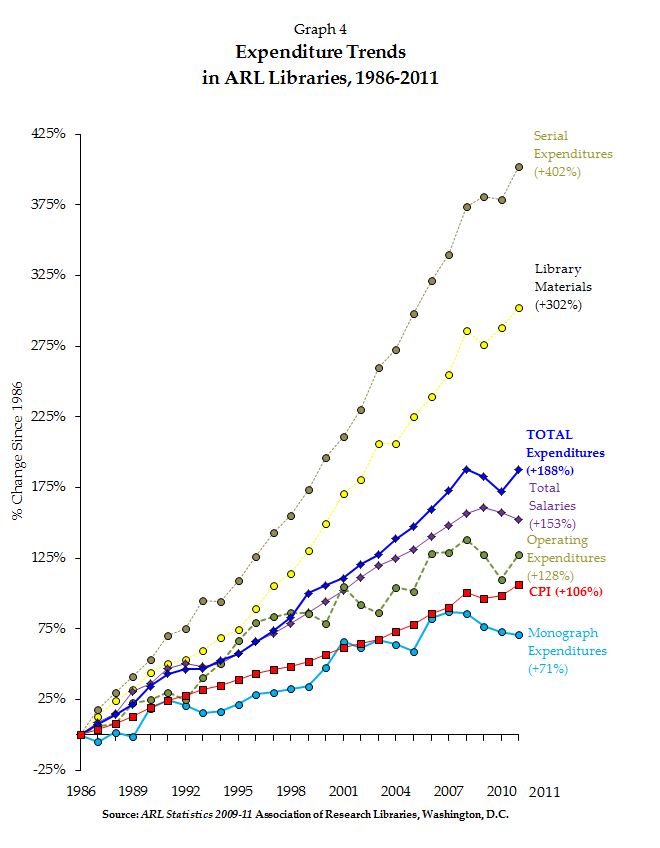 Graph 4
Expenditure Trends
in ARL Libraries, 1986-2011
425%
375%
325%
275%
225%
175%
125%
75%
25%
-25%
% Change Since 1986
Serial
Expenditures
(+402%)
Library
Materials
(+302%)
TOTAL
Expenditures
(+188%)
Total
Salaries
(+153%)
Operating
Expenditures
(+128%)
CPI (+106%)
Monograph
Expenditures
(+71%)
1986 1989 1992 1995 1998 2001 2004 2007 2010 2011
Source: ARL Statistics 2009-11 Association of Research Libraries, Washington, D.C.